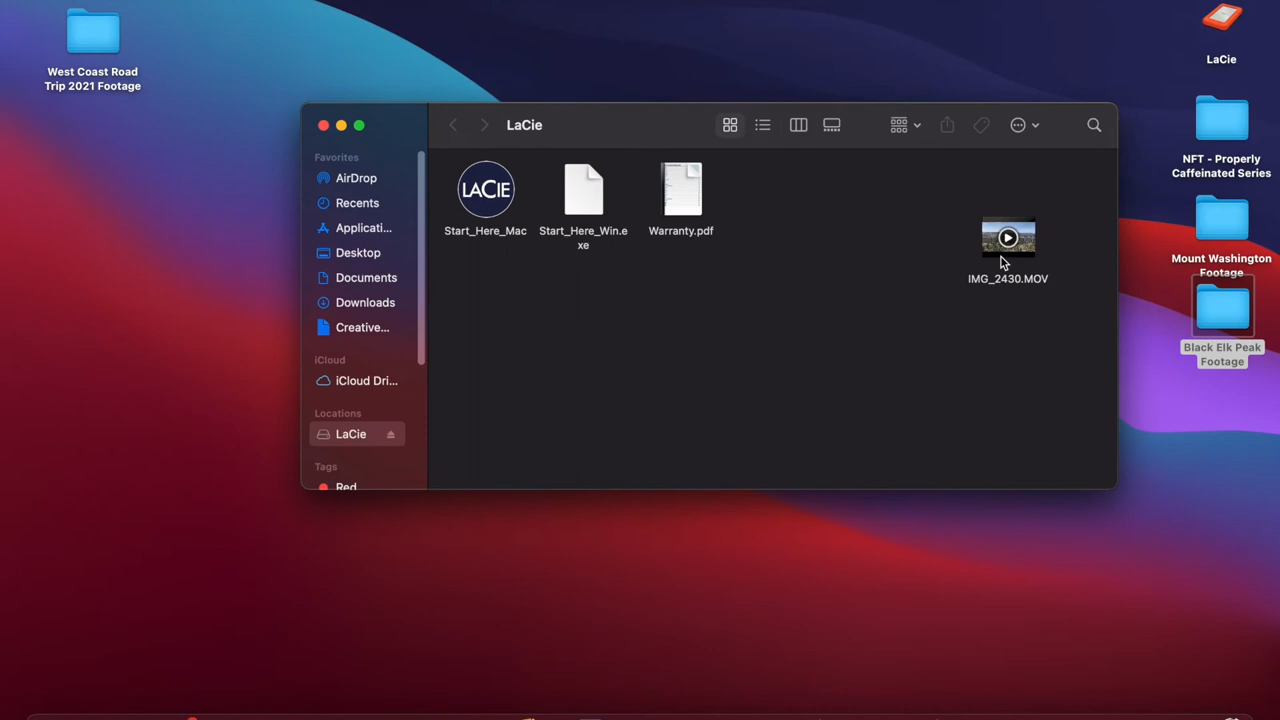 West Coast Road
Trip 2021 Footage
LaCie
NFT - Properly
Caffeinated Series
Mount Washington
Footage
Black Elk Peak
Footage
LaCie
Favorites
AirDrop
Recents
Applicati...
Desktop
Documents
Downloads
Creative...
iCloud
iCloud Dri...
Locations
LaCie
Tags
Red
LACIE
Start_Here_Mac
Start_Here_Win.e
xe
Warranty.pdf
IMG_2430.MOV